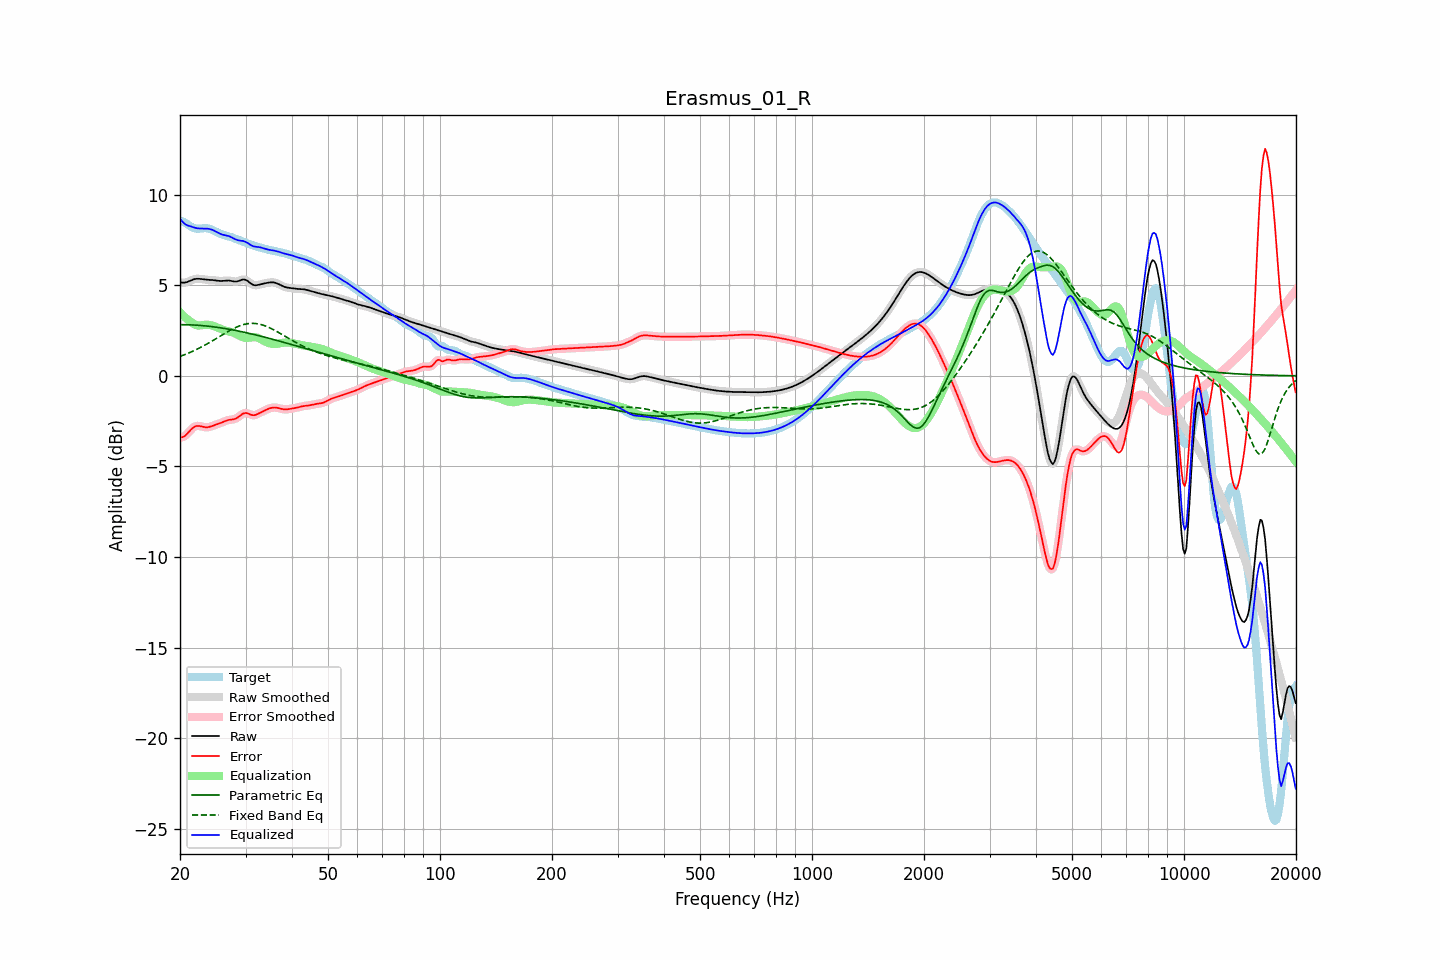 Erasmus_01_R
Amplitude (dBr)
10
5
0
−5
−10
−15
−20
−25
Target
Raw Smoothed
Error Smoothed
Raw
Error
Equalization
Parametric Eq
Fixed Band Eq
Equalized
20 50 100 200 500 1000 2000 5000 10000 20000
Frequency (Hz)